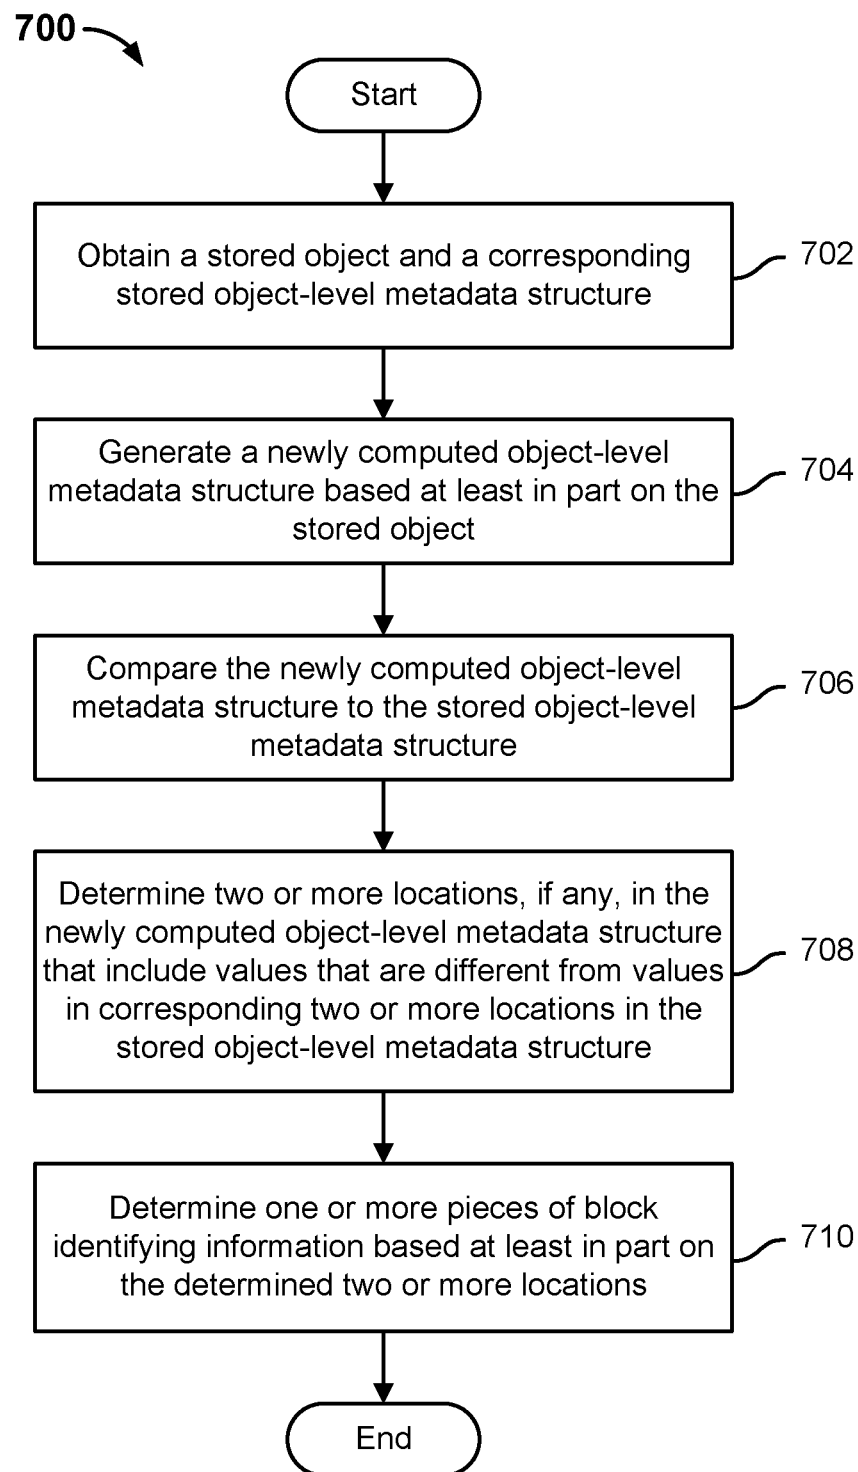 700
Start
Obtain a stored object and a corresponding
stored object-level metadata structure
702
Generate a newly computed object-level
metadata structure based at least in part on the
stored object
704
Compare the newly computed object-level
metadata structure to the stored object-level
metadata structure
706
Determine two or more locations, if any, in the
newly computed object-level metadata structure
that include values that are different from values
in corresponding two or more locations in the
stored object-level metadata structure
708
Determine one or more pieces of block
identifying information based at least in part on
the determined two or more locations
710
End